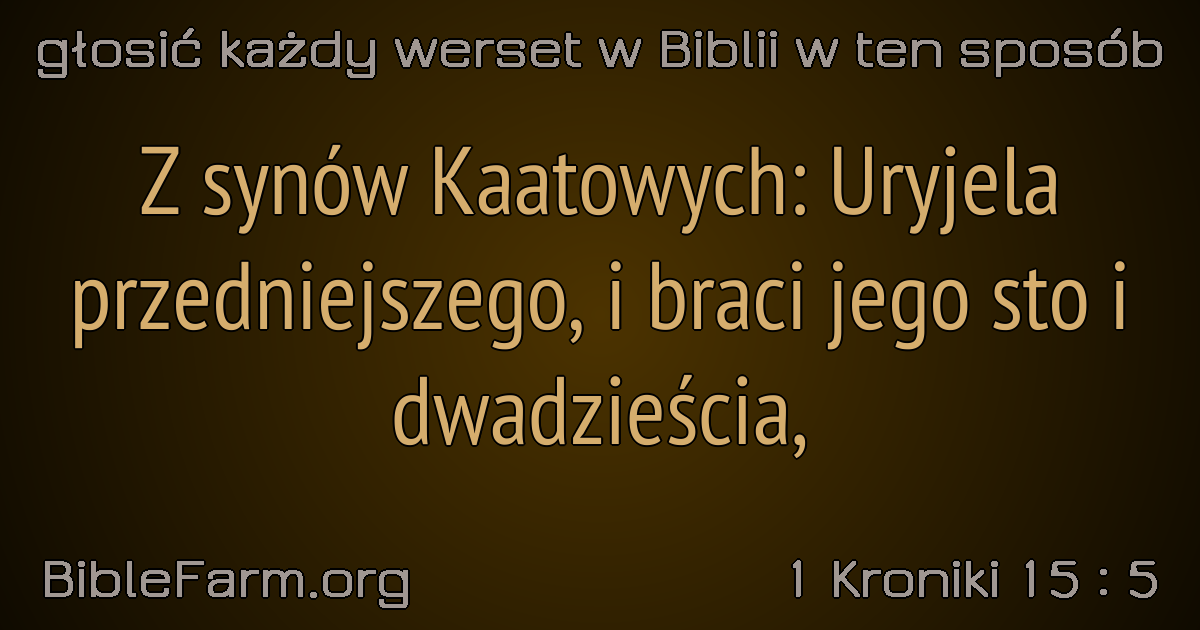 głosić każdy werset w Biblii w ten sposób
Z synów Kaatowych: Uryjela
przedniejszego, i braci jego sto i
dwadzieścia,
BibleFarm.org
1 Kroniki 15 : 5